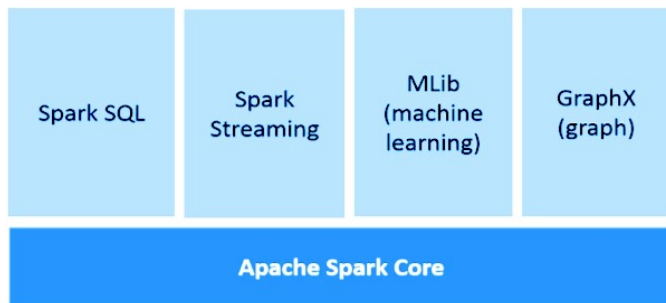 Spark SQL
Spark
Streaming
MLib
(machine
learning)
GraphX
(graph)
Apache Spark Core